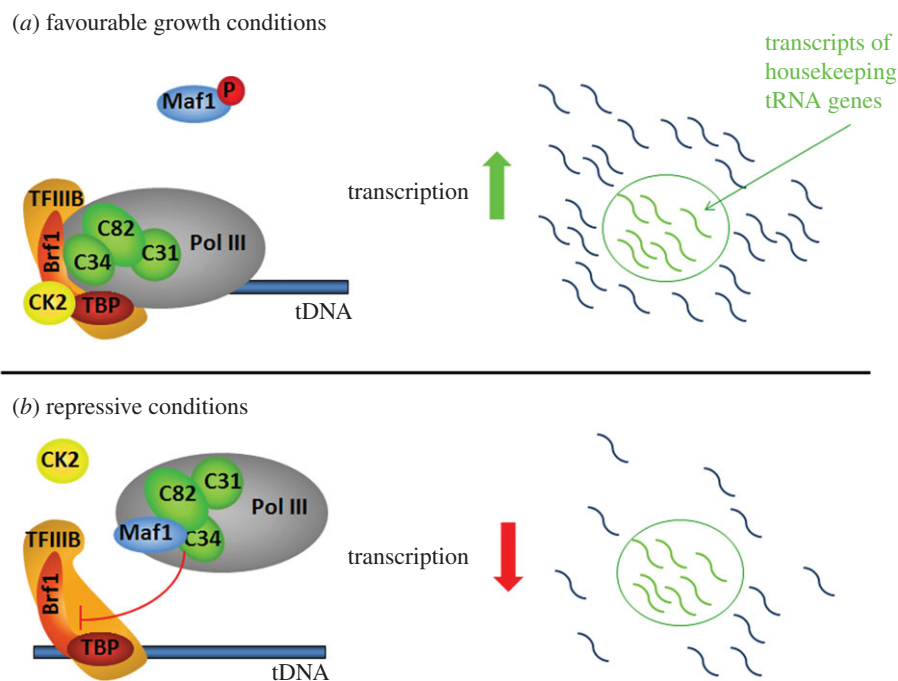 (a) favourable growth conditions
transcripts of
housekeeping
tRNA genes
Maf1
P
transcription
TFIIIB
Brf1
C82
C34
C31
Pol III
CK2
TBP
tDNA
(b) repressive conditions
CK2
C82
C31
Pol III
Maf1
C34
TFIIIB
Brf1
transcription
TBP
tDNA